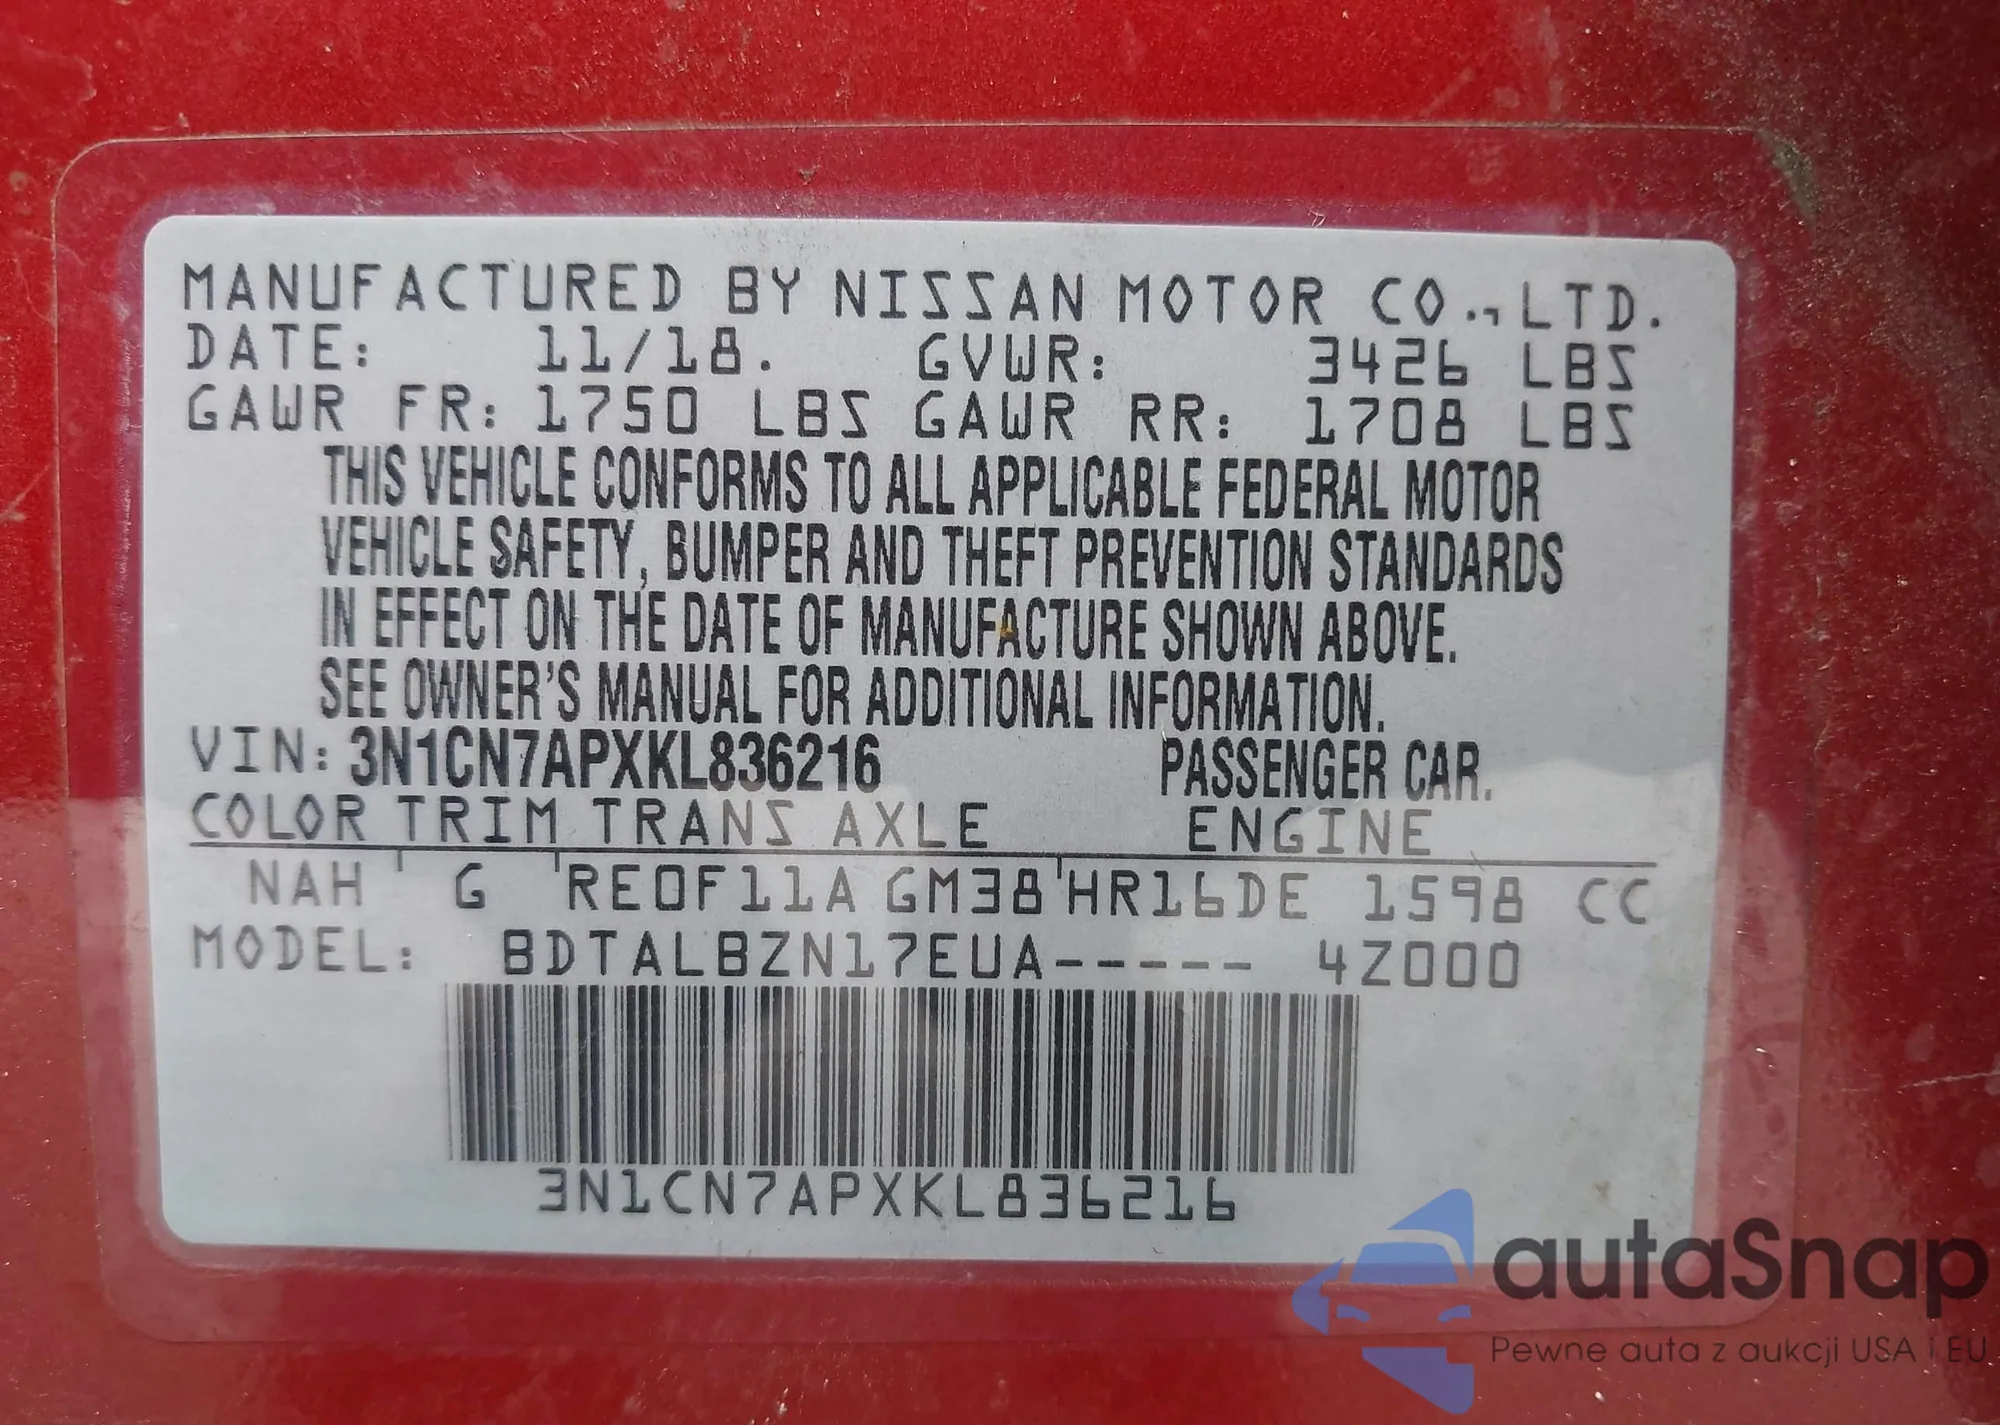 MANUFACTURED BY NISSAN MOTOR CO.,LTD.
DATE: 11/18. GVWR: 3426 LBS
GAWR FR: 1750 LBS GAWR RR: 1708 LBS
THIS VEHICLE CONFORMS TO ALL APPLICABLE FEDERAL MOTOR
VEHICLE SAFETY, BUMPER AND THEFT PREVENTION STANDARDS
IN EFFECT ON THE DATE OF MANUFACTURE SHOWN ABOVE.
SEE OWNER'S MANUAL FOR ADDITIONAL INFORMATION.
VIN: 3N1CN7APXKL836216 PASSENGER CAR.
COLOR TRIM TRANS AXLE ENGINE
NAH G RE0F11A GM38 HR16DE 1598 CC
MODEL: BDTALBZN17EUA----- 4Z000
3N1CN7APXKL836216
autaSnap
Pewne auta z aukcji USA i EU